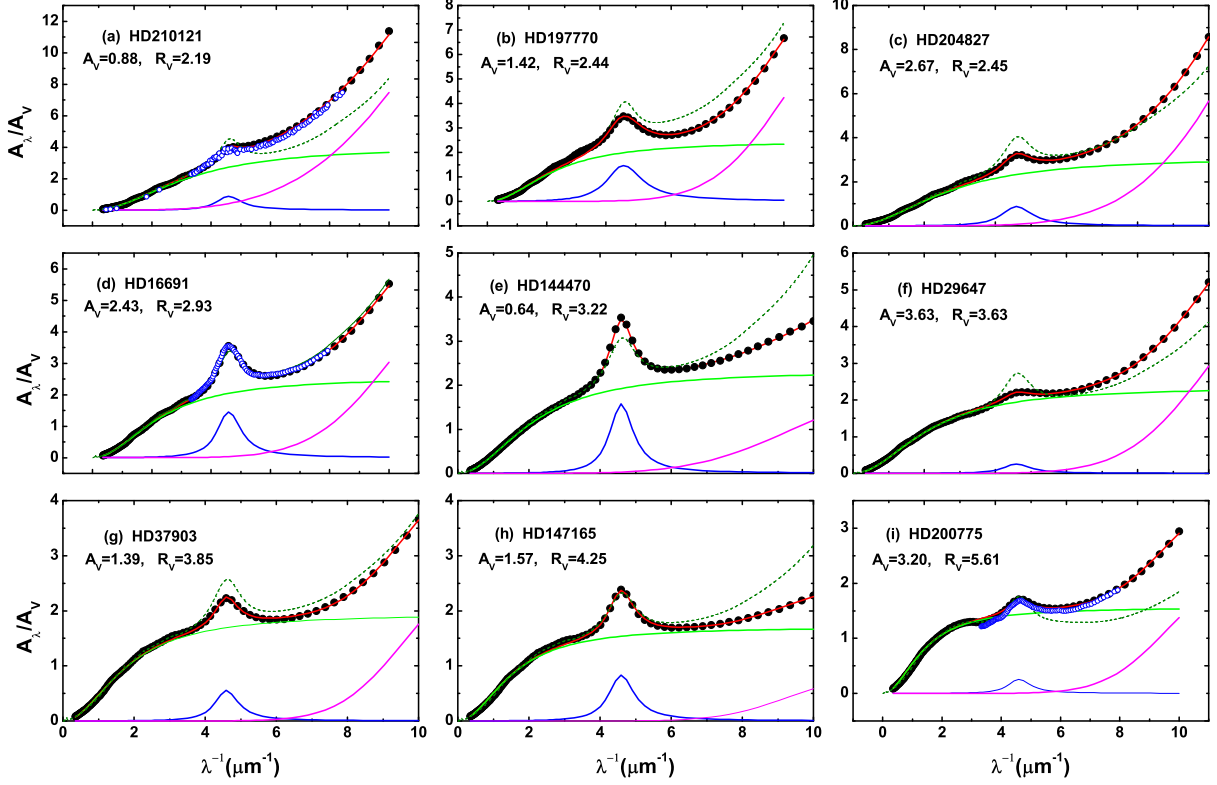 12
10
8
6
4
2
0
A_λ/A_V
(a) HD210121
A_V=0.88, R_V=2.19
8
7
6
5
4
3
2
1
0
-1
(b) HD197770
A_V=1.42, R_V=2.44
10
8
6
4
2
0
(c) HD204827
A_V=2.67, R_V=2.45
6
5
4
3
2
1
0
A_λ/A_V
(d) HD16691
A_V=2.43, R_V=2.93
5
4
3
2
1
0
(e) HD144470
A_V=0.64, R_V=3.22
6
5
4
3
2
1
0
(f) HD29647
A_V=3.63, R_V=3.63
4
3
2
1
0
A_λ/A_V
(g) HD37903
A_V=1.39, R_V=3.85
0 2 4 6 8 10
λ⁻¹(μm⁻¹)
4
3
2
1
0
(h) HD147165
A_V=1.57, R_V=4.25
0 2 4 6 8 10
λ⁻¹(μm⁻¹)
3
2
1
0
(i) HD200775
A_V=3.20, R_V=5.61
0 2 4 6 8 10
λ⁻¹(μm⁻¹)